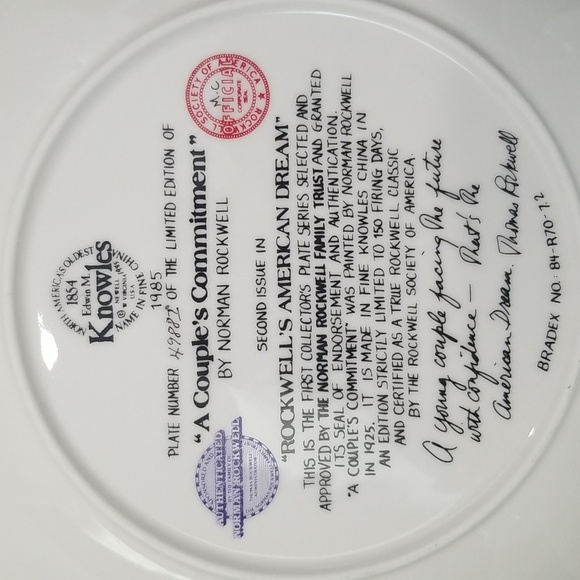 NORTH AMERICA'S OLDEST
1854
Edwin M.
Knowles
NEWELL
W VIRGINIA
USA
NAME IN FINE CHINA
1985
PLATE NUMBER OF THE LIMITED EDITION OF
"A Couple's Commitment"
BY NORMAN ROCKWELL
ROCKWELL SOCIETY OF AMERICA
M.C.
OFFICIAL
AUTHENTICATED
NORMAN ROCKWELL
SECOND ISSUE IN
"ROCKWELL'S AMERICAN DREAM"
THIS IS THE FIRST COLLECTOR'S PLATE SERIES SELECTED AND
APPROVED BY THE NORMAN ROCKWELL FAMILY TRUST AND GRANTED
ITS SEAL OF ENDORSEMENT AND AUTHENTICATION.
"A COUPLE'S COMMITMENT" WAS PAINTED BY NORMAN ROCKWELL
IN 1925. IT IS MADE IN FINE KNOWLES CHINA IN
AN EDITION STRICTLY LIMITED TO 150 FIRING DAYS,
AND CERTIFIED AS A TRUE ROCKWELL CLASSIC
BY THE ROCKWELL SOCIETY OF AMERICA.
A young couple facing the future
with confidence — that's the
American Dream. Thomas Rockwell
BRADEX NO.: 84-R70-1.2